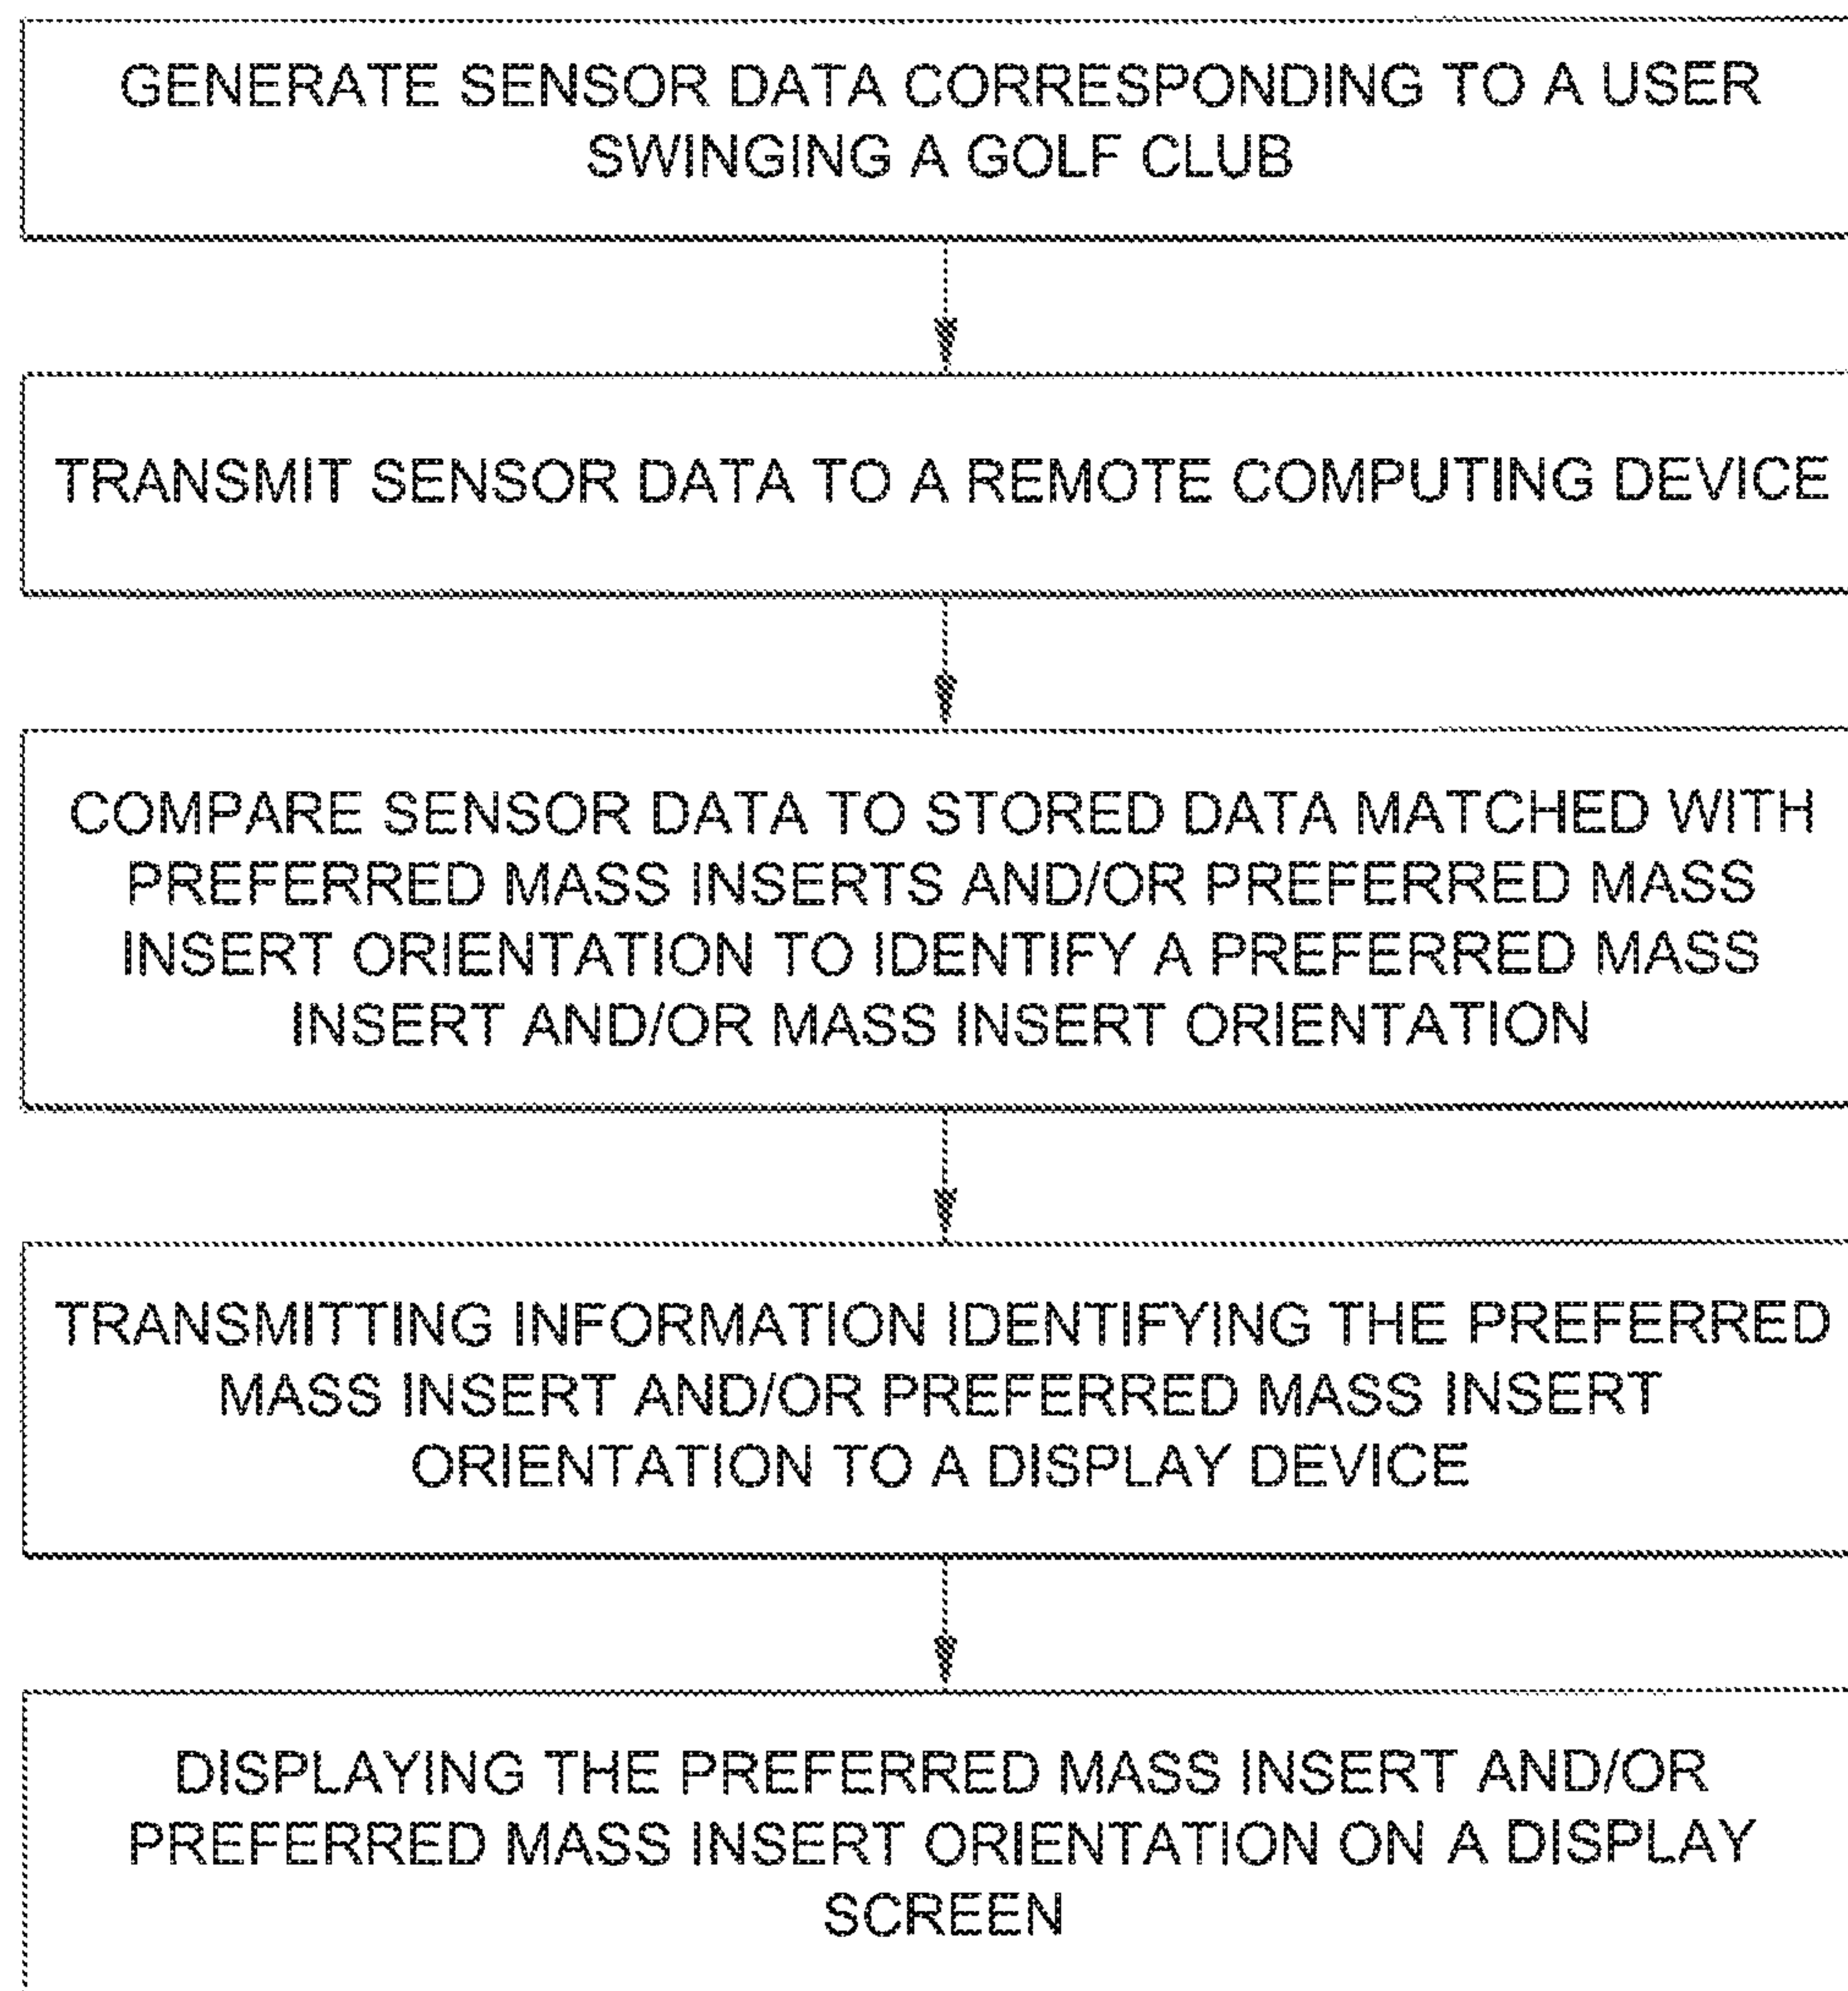 GENERATE SENSOR DATA CORRESPONDING TO A USER
SWINGING A GOLF CLUB
TRANSMIT SENSOR DATA TO A REMOTE COMPUTING DEVICE
COMPARE SENSOR DATA TO STORED DATA MATCHED WITH
PREFERRED MASS INSERTS AND/OR PREFERRED MASS
INSERT ORIENTATION TO IDENTIFY A PREFERRED MASS
INSERT AND/OR MASS INSERT ORIENTATION
TRANSMITTING INFORMATION IDENTIFYING THE PREFERRED
MASS INSERT AND/OR PREFERRED MASS INSERT
ORIENTATION TO A DISPLAY DEVICE
DISPLAYING THE PREFERRED MASS INSERT AND/OR
PREFERRED MASS INSERT ORIENTATION ON A DISPLAY
SCREEN